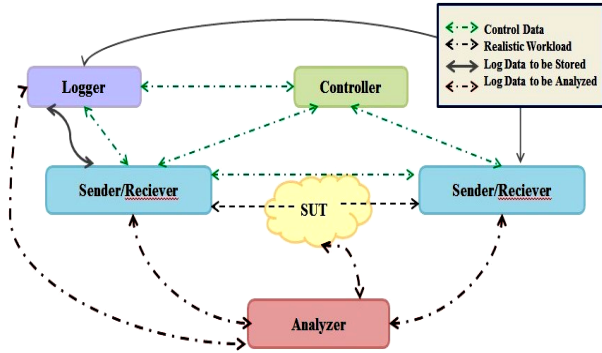 Control Data
Realistic Workload
Log Data to be Stored
Log Data to be Analyzed
Logger
Controller
Sender/Reciever
Sender/Reciever
SUT
Analyzer